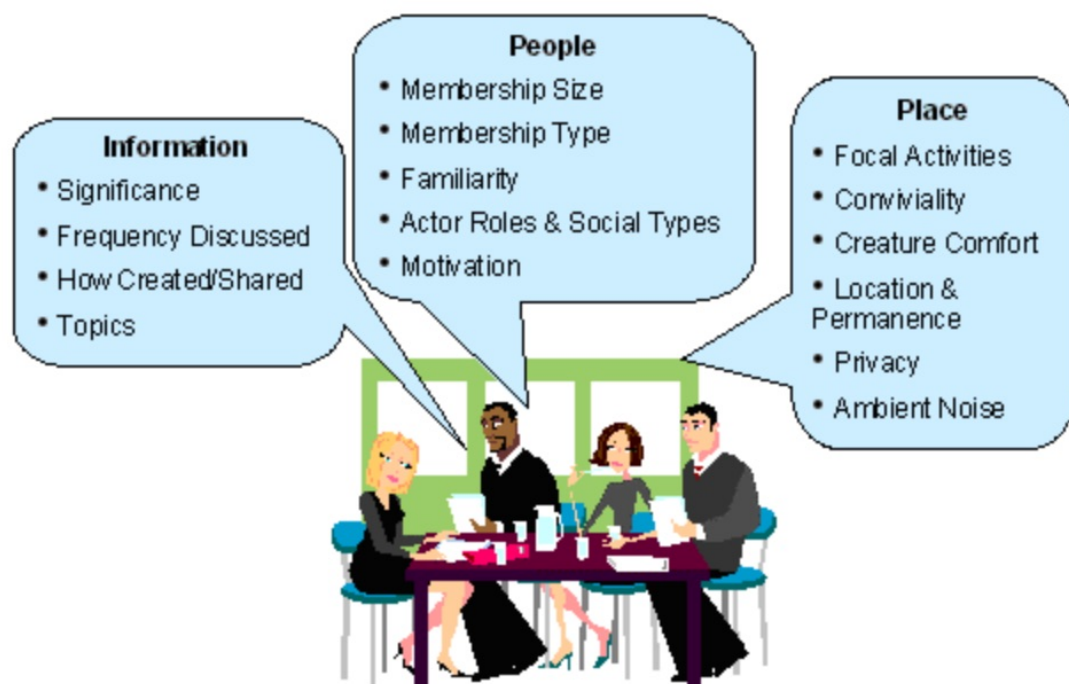 Information
• Significance
• Frequency Discussed
• How Created/Shared
• Topics
People
• Membership Size
• Membership Type
• Familiarity
• Actor Roles & Social Types
• Motivation
Place
• Focal Activities
• Conviviality
• Creature Comfort
• Location &
Permanence
• Privacy
• Ambient Noise